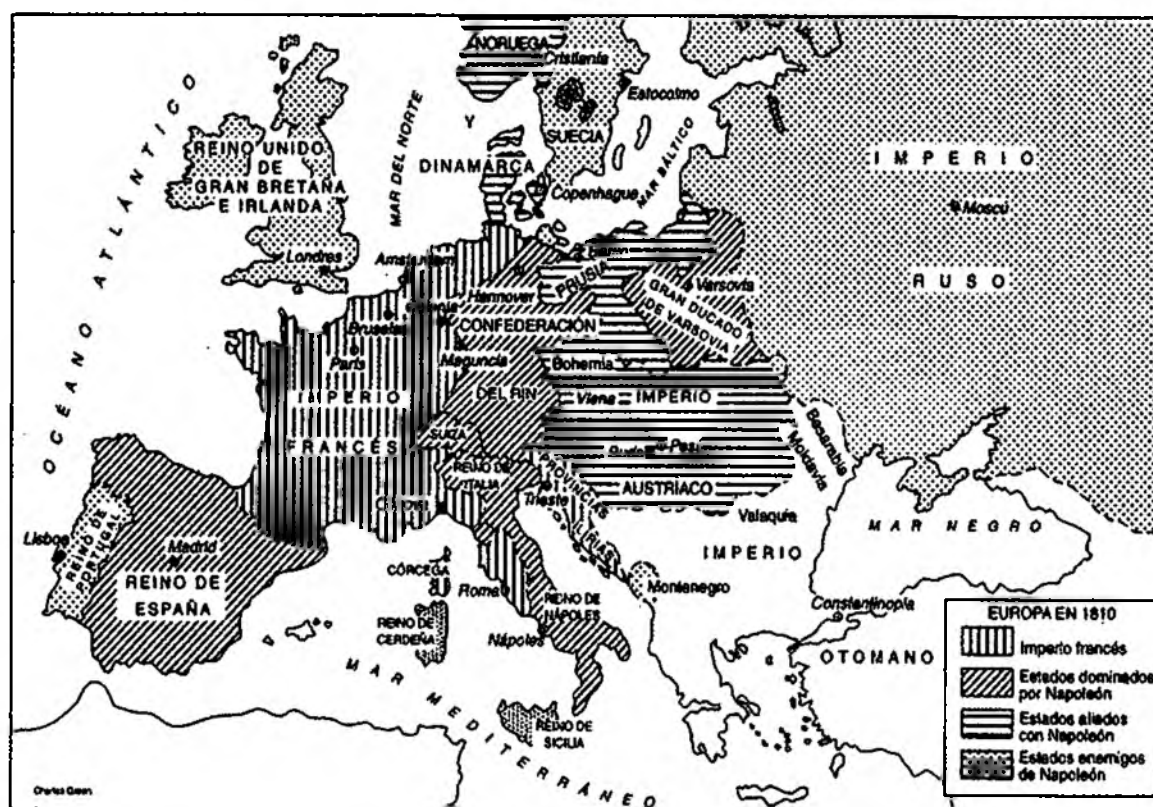 NORUEGA
Cristianía
Estocolmo
SUECIA
Y
DINAMARCA
Copenhague
MAR DEL NORTE
MAR BÁLTICO
OCÉANO ATLÁNTICO
REINO UNIDO
DE
GRAN BRETAÑA
E IRLANDA
Londres
IMPERIO
RUSO
Moscú
Amsterdam
Hannover
Bruselas
París
Maguncia
PRUSIA
Varsovia
GRAN DUCADO
DE VARSOVIA
CONFEDERACIÓN
DEL RIN
Bohemia
IMPERIO
FRANCÉS
SUIZA
Viena
IMPERIO
Buda
Pest
AUSTRIACO
REINO DE
ITALIA
Trieste
PROVINCIAS
ILIRIAS
Besarabia
Moldavia
Valaquia
MAR NEGRO
Lisboa
REINO DE
PORTUGAL
Madrid
REINO DE
ESPAÑA
CÓRCEGA
Roma
REINO DE
CERDEÑA
REINO DE
NÁPOLES
Nápoles
REINO DE
SICILIA
Montenegro
IMPERIO
OTOMANO
Constantinopla
MAR MEDITERRÁNEO
EUROPA EN 1810
Imperio francés
Estados dominados
por Napoleón
Estados aliados
con Napoleón
Estados enemigos
de Napoleón